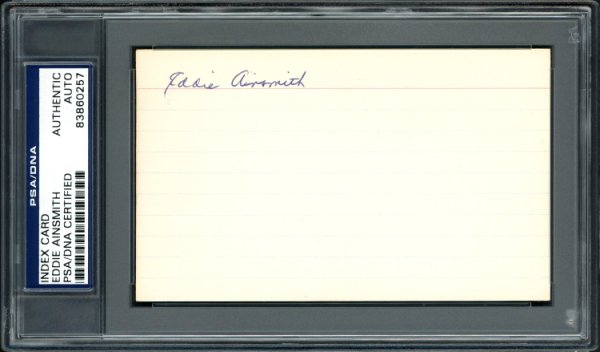 PSA/DNA
INDEX CARD
EDDIE AINSMITH
PSA/DNA CERTIFIED
AUTHENTIC
AUTO
83860257
Eddie Ainsmith